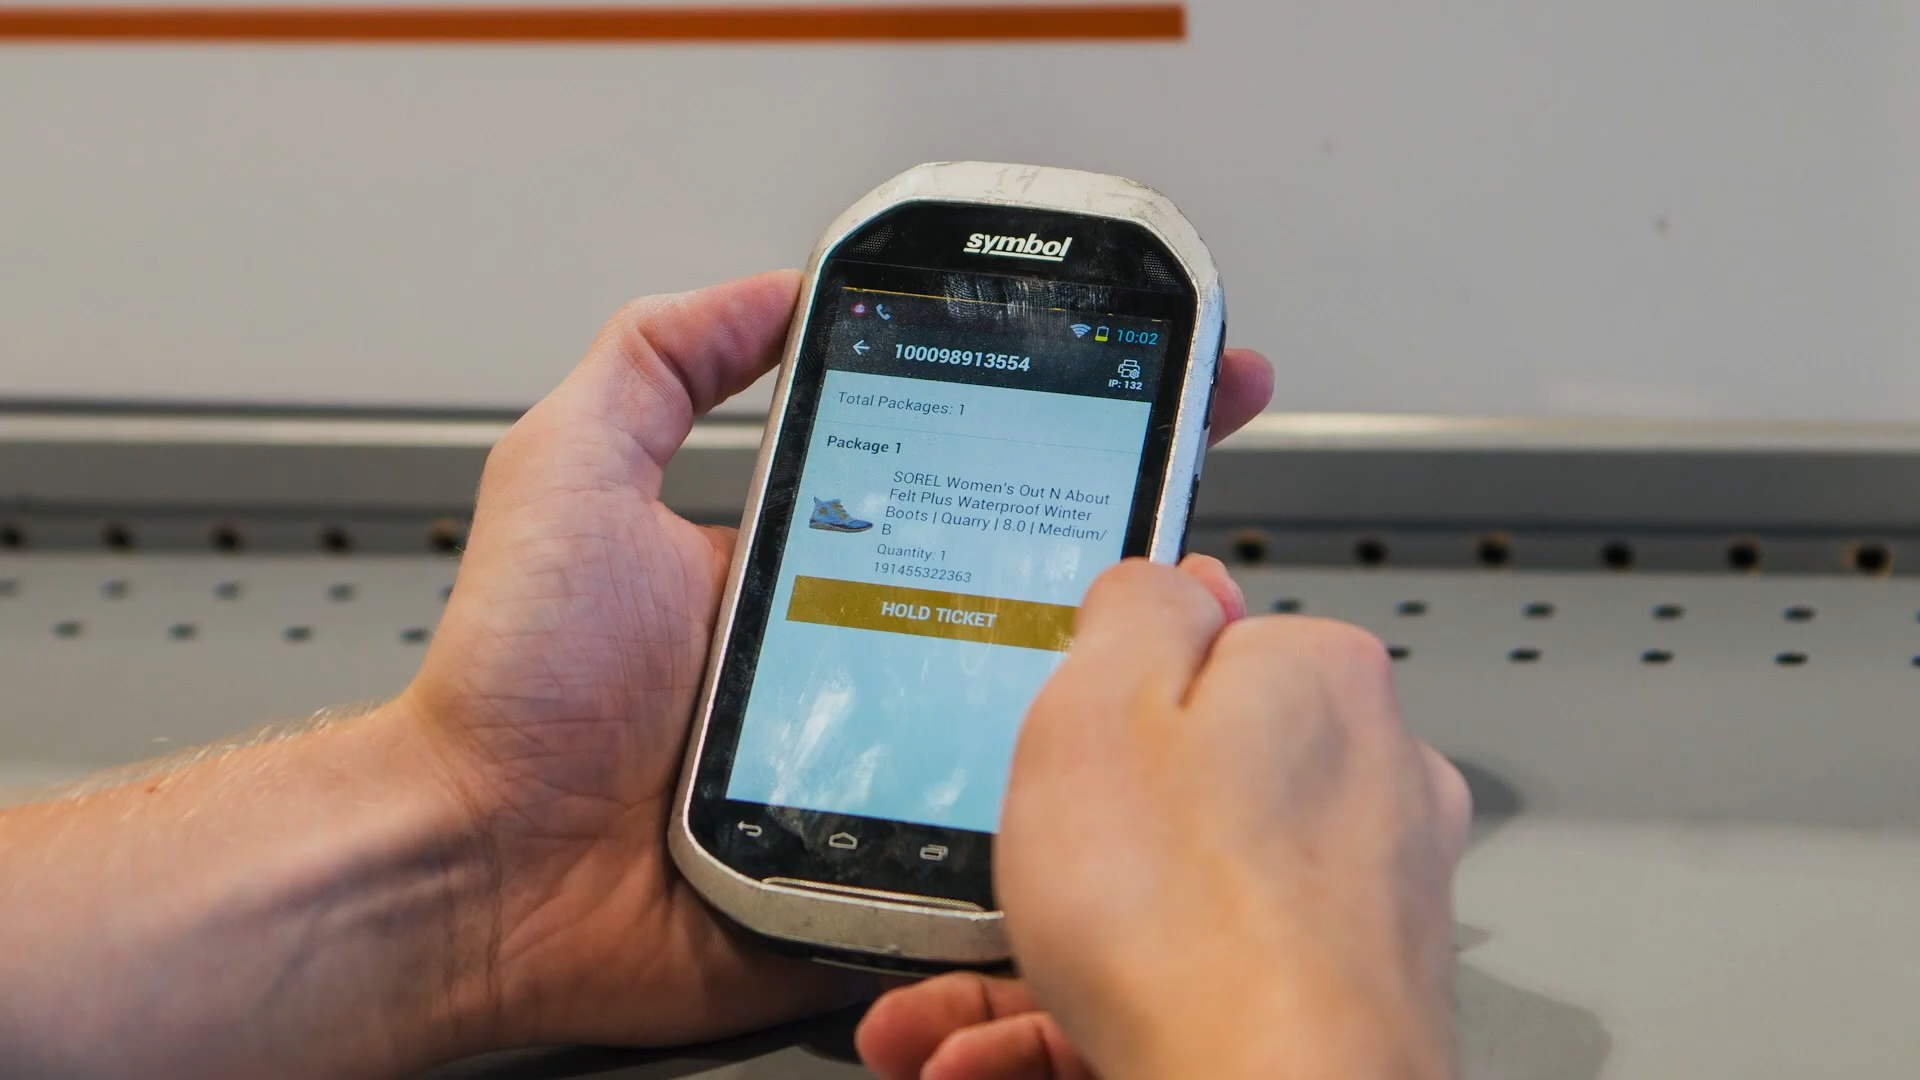 14
symbol
10:02
100098913554
IP: 132
Total Packages: 1
Package 1
SOREL Women's Out N About
Felt Plus Waterproof Winter
Boots | Quarry | 8.0 | Medium/
B
Quantity: 1
191455322363
HOLD TICKET